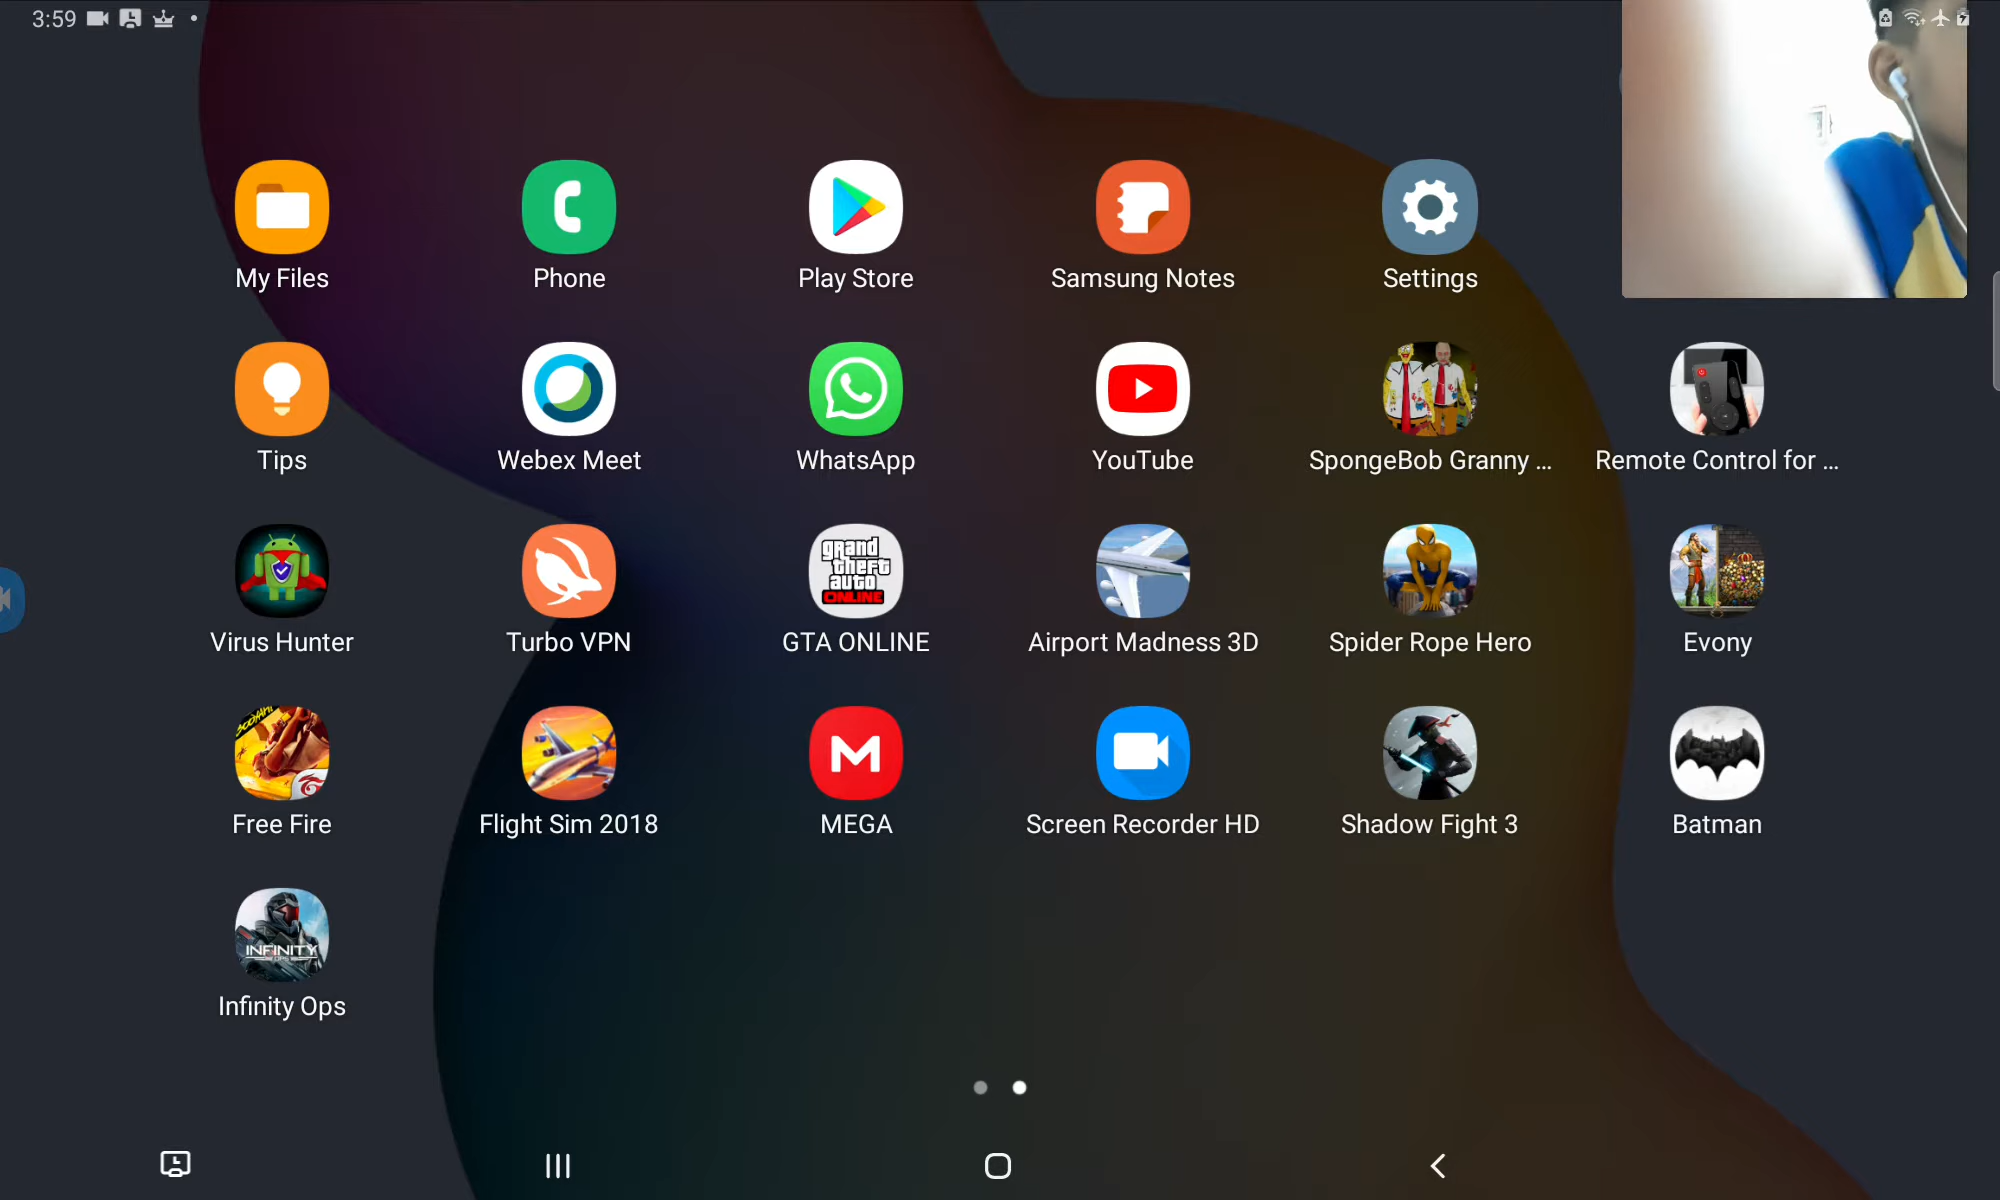 3:59
My Files
Phone
Play Store
Samsung Notes
Settings
Tips
Webex Meet
WhatsApp
YouTube
SpongeBob Granny ...
Remote Control for ...
grand
theft
auto
ONLINE
Virus Hunter
Turbo VPN
GTA ONLINE
Airport Madness 3D
Spider Rope Hero
Evony
BOOYAH!
Free Fire
Flight Sim 2018
MEGA
Screen Recorder HD
Shadow Fight 3
Batman
INFINITY
OPS
Infinity Ops